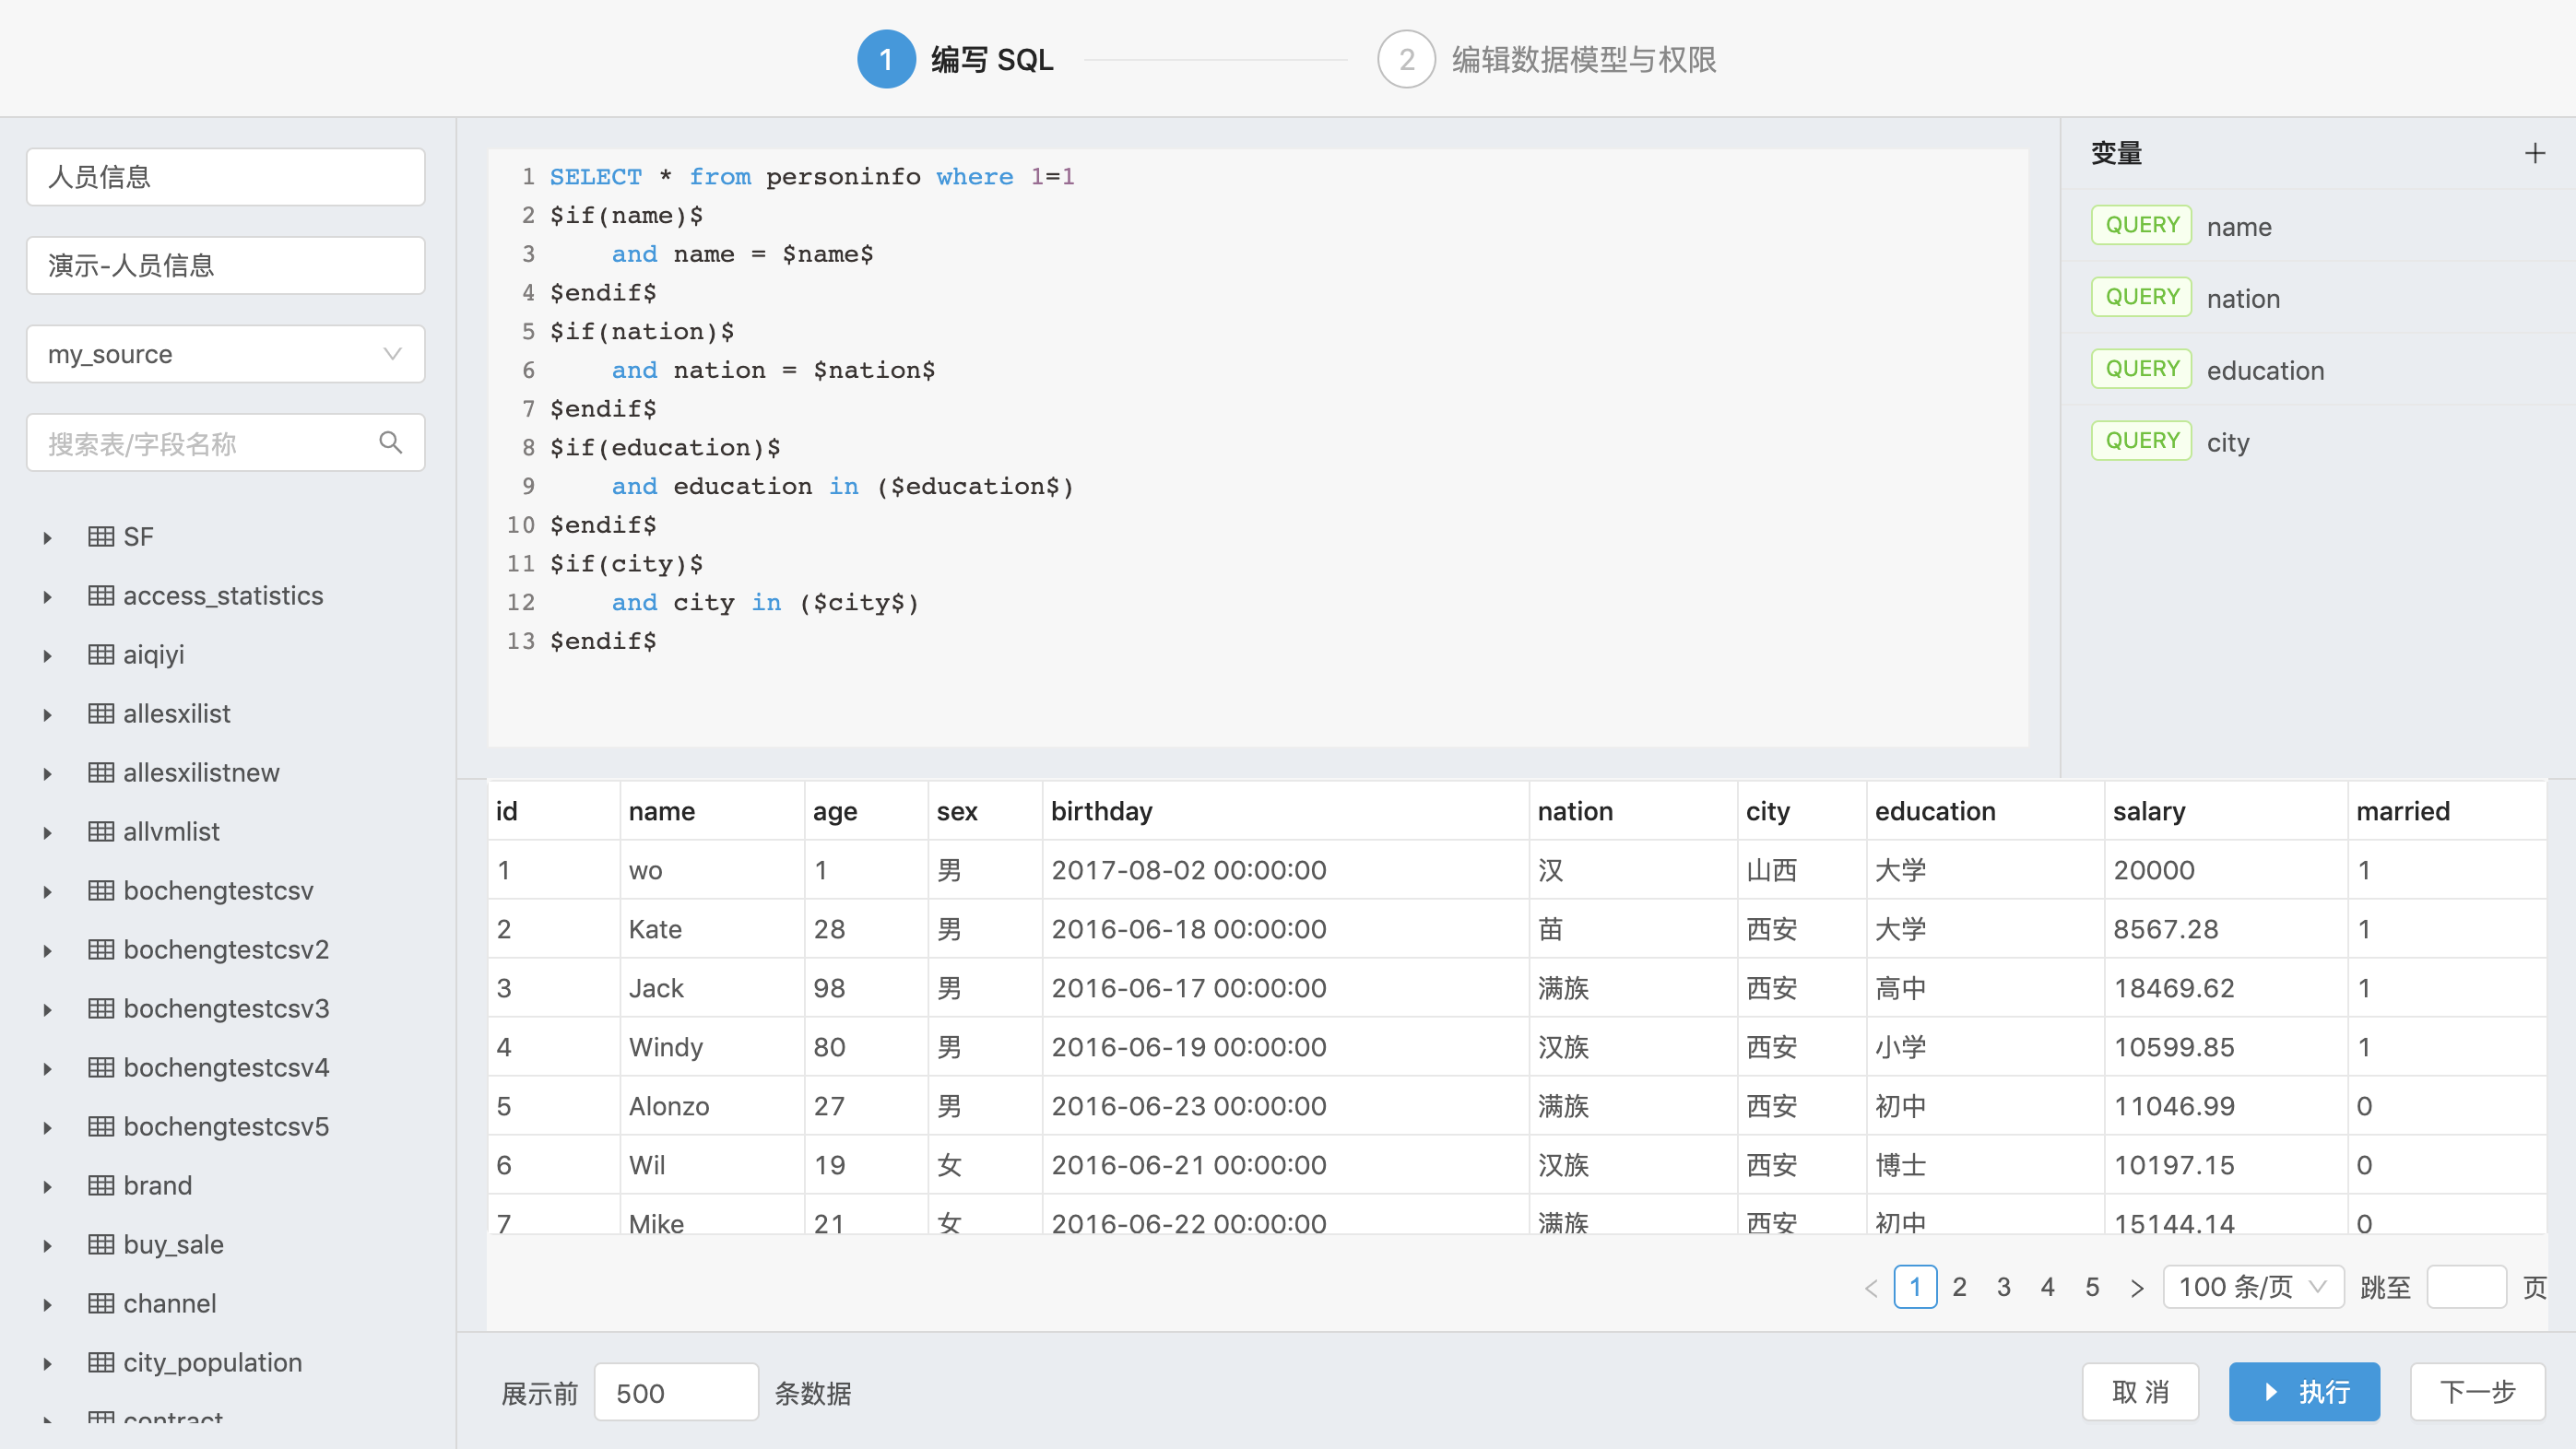 1 编写 SQL 2 编辑数据模型与权限
人员信息
演示-人员信息
my_source
搜索表/字段名称
SF
access_statistics
aiqiyi
allesxilist
allesxilistnew
allvmlist
bochengtestcsv
bochengtestcsv2
bochengtestcsv3
bochengtestcsv4
bochengtestcsv5
brand
buy_sale
channel
city_population
contract
1 SELECT * from personinfo where 1=1
2 $if(name)$
3 and name = $name$
4 $endif$
5 $if(nation)$
6 and nation = $nation$
7 $endif$
8 $if(education)$
9 and education in ($education$)
10 $endif$
11 $if(city)$
12 and city in ($city$)
13 $endif$
变量
QUERY name
QUERY nation
QUERY education
QUERY city
id name age sex birthday nation city education salary married
1 wo 1 男 2017-08-02 00:00:00 汉 山西 大学 20000 1
2 Kate 28 男 2016-06-18 00:00:00 苗 西安 大学 8567.28 1
3 Jack 98 男 2016-06-17 00:00:00 满族 西安 高中 18469.62 1
4 Windy 80 男 2016-06-19 00:00:00 汉族 西安 小学 10599.85 1
5 Alonzo 27 男 2016-06-23 00:00:00 满族 西安 初中 11046.99 0
6 Wil 19 女 2016-06-21 00:00:00 汉族 西安 博士 10197.15 0
7 Mike 21 女 2016-06-22 00:00:00 满族 西安 初中 15144.14 0
< 1 2 3 4 5 > 100 条/页 跳至 页
展示前 500 条数据
取 消 执行 下一步